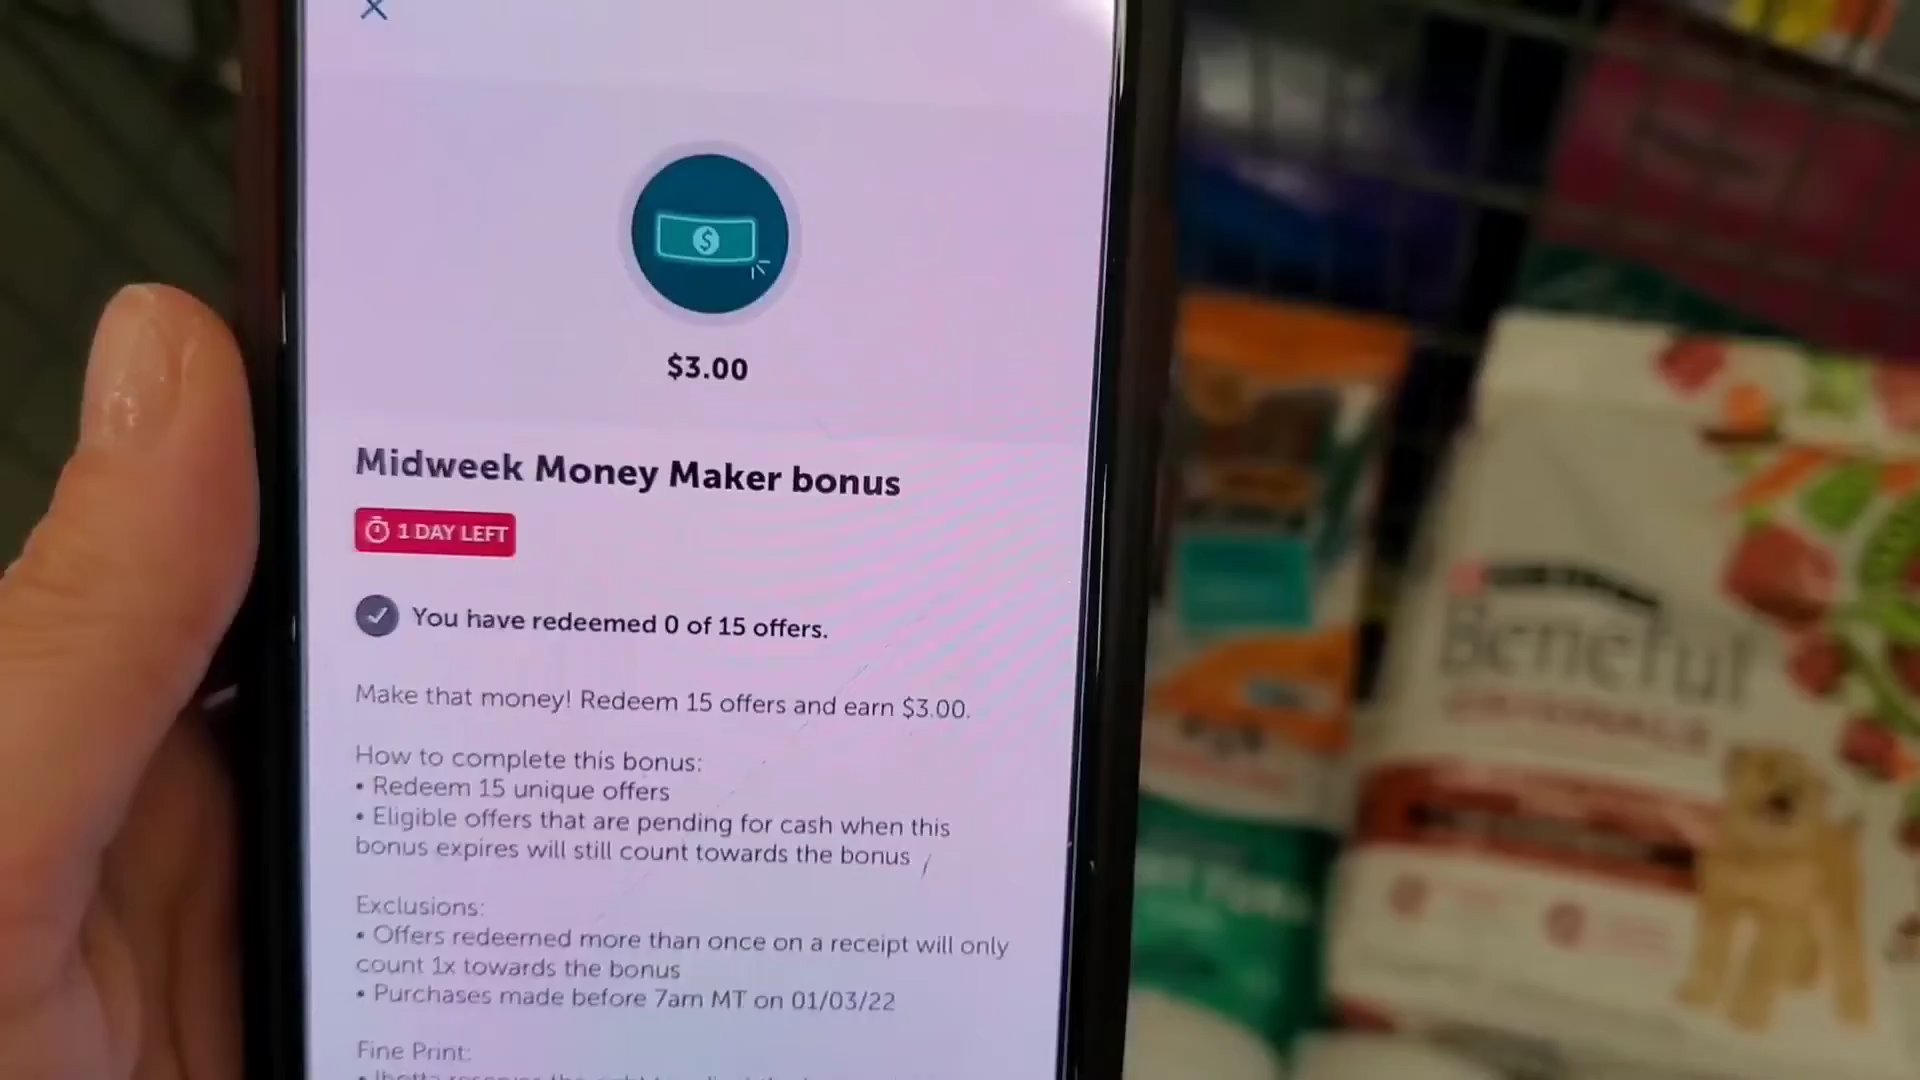 $3.00
Midweek Money Maker bonus
1 DAY LEFT
You have redeemed 0 of 15 offers.
Make that money! Redeem 15 offers and earn $3.00.
How to complete this bonus:
• Redeem 15 unique offers
• Eligible offers that are pending for cash when this
bonus expires will still count towards the bonus
Exclusions:
• Offers redeemed more than once on a receipt will only
count 1x towards the bonus
• Purchases made before 7am MT on 01/03/22
Fine Print:
Beneful
ORIGINALS